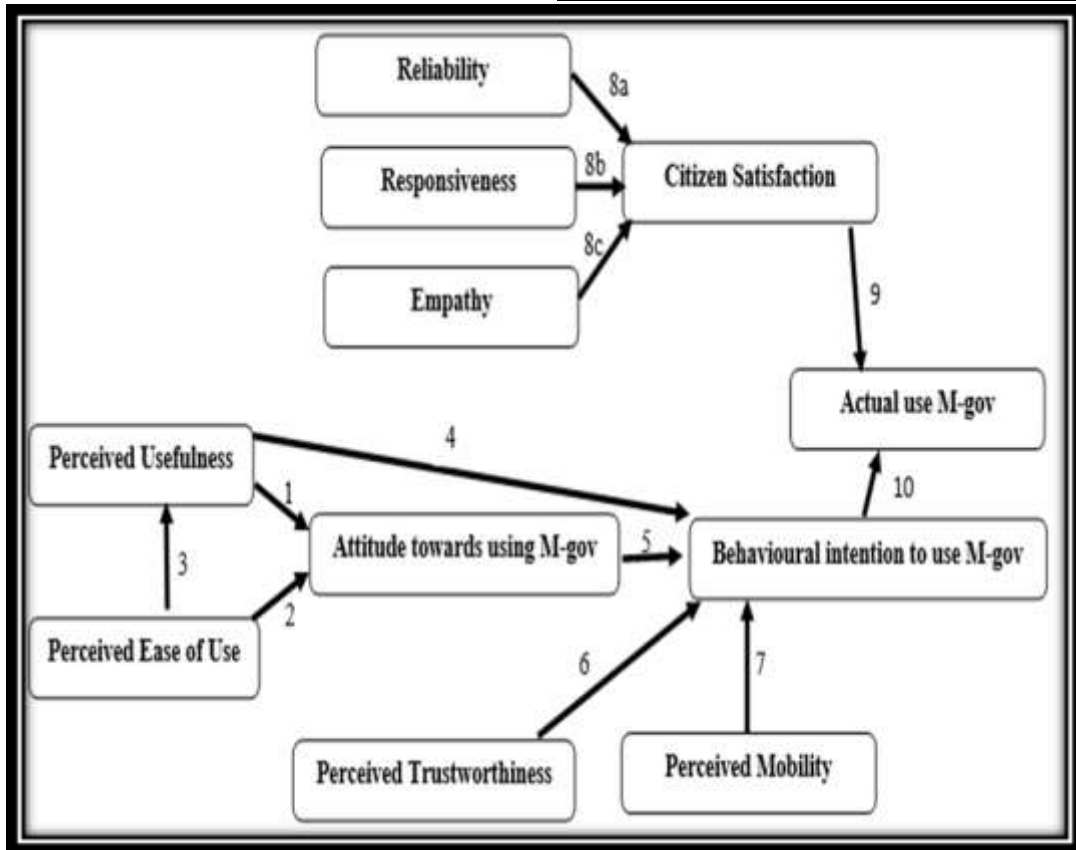 Reliability
8a
Responsiveness
8b
Citizen Satisfaction
8c
Empathy
9
Actual use M-gov
4
Perceived Usefulness
1
10
Attitude towards using M-gov
5
Behavioural intention to use M-gov
3
2
Perceived Ease of Use
6
7
Perceived Trustworthiness
Perceived Mobility